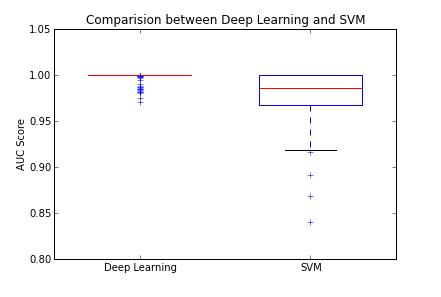 Comparision between Deep Learning and SVM
1.05
1.00
0.95
0.90
0.85
0.80
AUC Score
Deep Learning
SVM